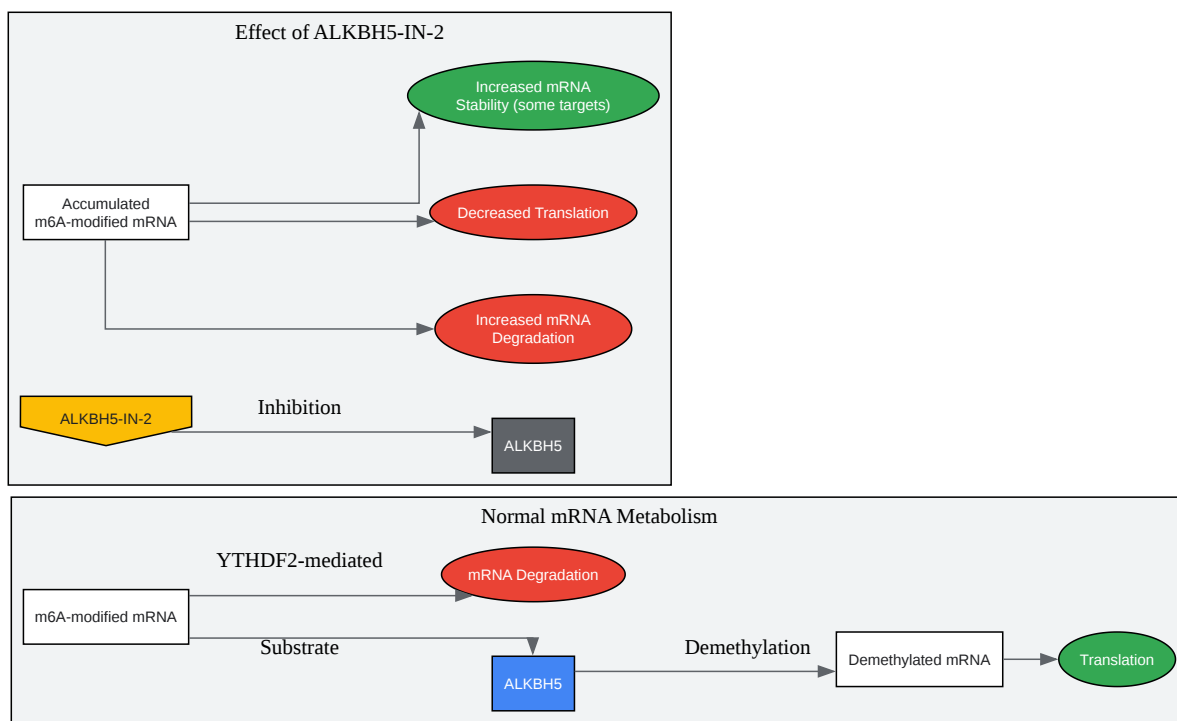 Effect of ALKBH5-IN-2
Increased mRNA
Stability (some targets)
Accumulated
m6A-modified mRNA
Decreased Translation
Increased mRNA
Degradation
ALKBH5-IN-2
Inhibition
ALKBH5
Normal mRNA Metabolism
YTHDF2-mediated
mRNA Degradation
m6A-modified mRNA
Substrate
ALKBH5
Demethylation
Demethylated mRNA
Translation